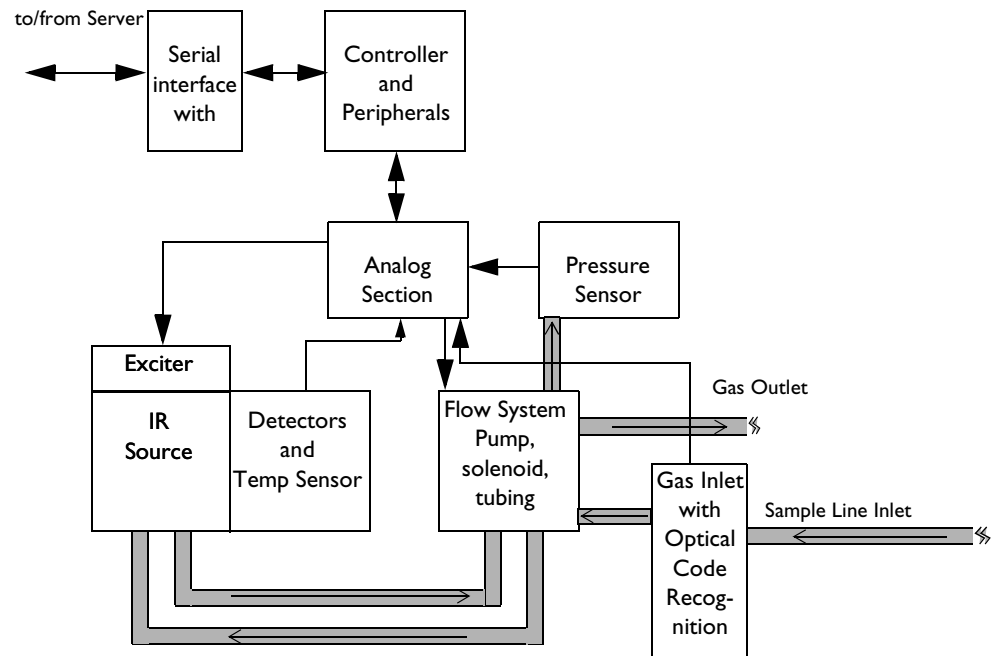 to/from Server
Serial
interface
with
Controller
and
Peripherals
Analog
Section
Pressure
Sensor
Exciter
IR
Source
Detectors
and
Temp Sensor
Flow System
Pump,
solenoid,
tubing
Gas Outlet
Gas Inlet
with
Optical
Code
Recog-
nition
Sample Line Inlet